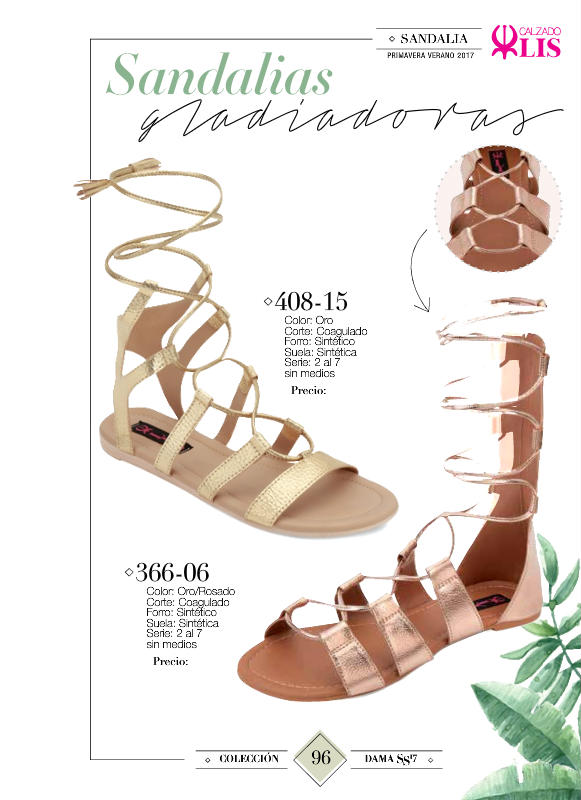 SANDALIA
PRIMAVERA VERANO 2017
CALZADO
LIS
Sandalias
gladiadoras
408-15
Color: Oro
Corte: Coagulado
Forro: Sintético
Suela: Sintética
Serie: 2 al 7
sin medios
Precio:
366-06
Color: Oro/Rosado
Corte: Coagulado
Forro: Sintético
Suela: Sintética
Serie: 2 al 7
sin medios
Precio:
COLECCIÓN
96
DAMA SS'17